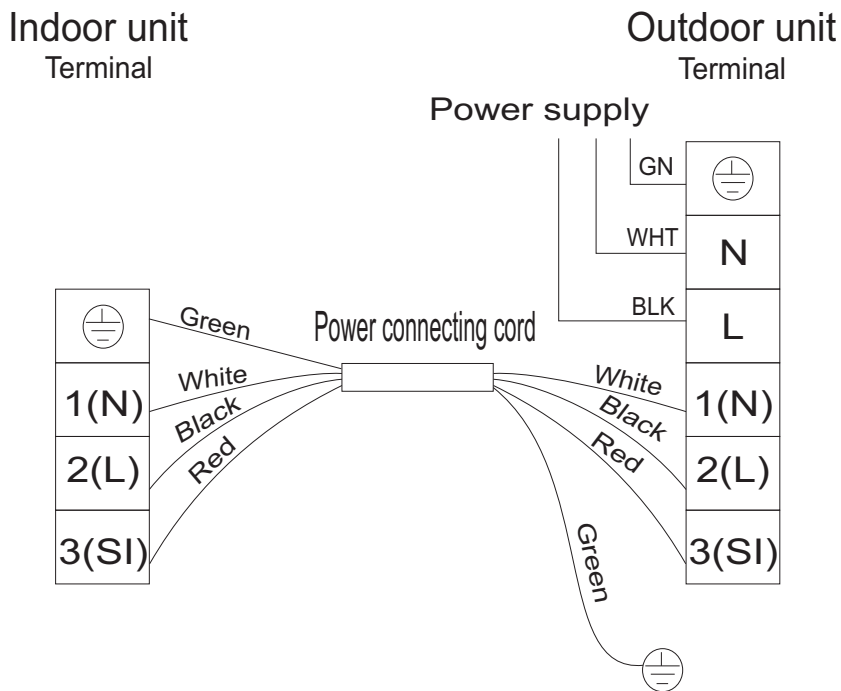 Indoor unit
Terminal
Outdoor unit
Terminal
Power supply
GN
WHT
N
BLK
L
Green
Power connecting cord
1(N)
White
White
1(N)
2(L)
Black
Black
2(L)
3(SI)
Red
Red
3(SI)
Green